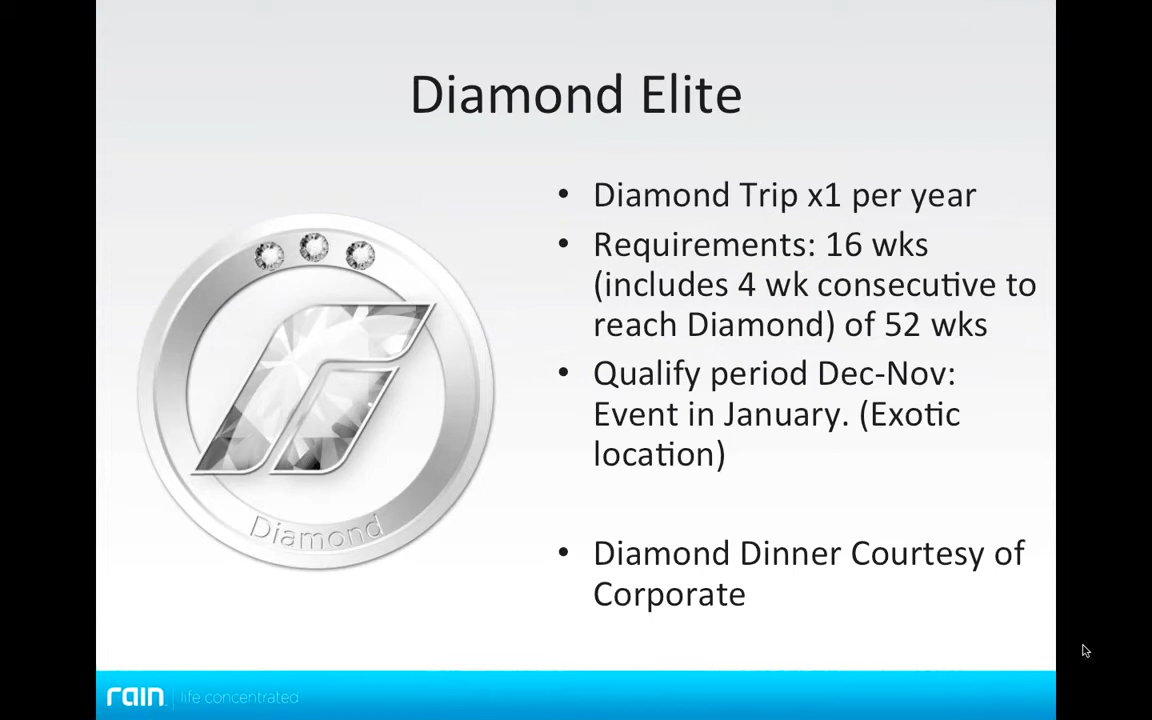 Diamond Elite
• Diamond Trip x1 per year
• Requirements: 16 wks
(includes 4 wk consecutive to
reach Diamond) of 52 wks
• Qualify period Dec-Nov:
Event in January. (Exotic
location)
• Diamond Dinner Courtesy of
Corporate
Diamond
rain life concentrated